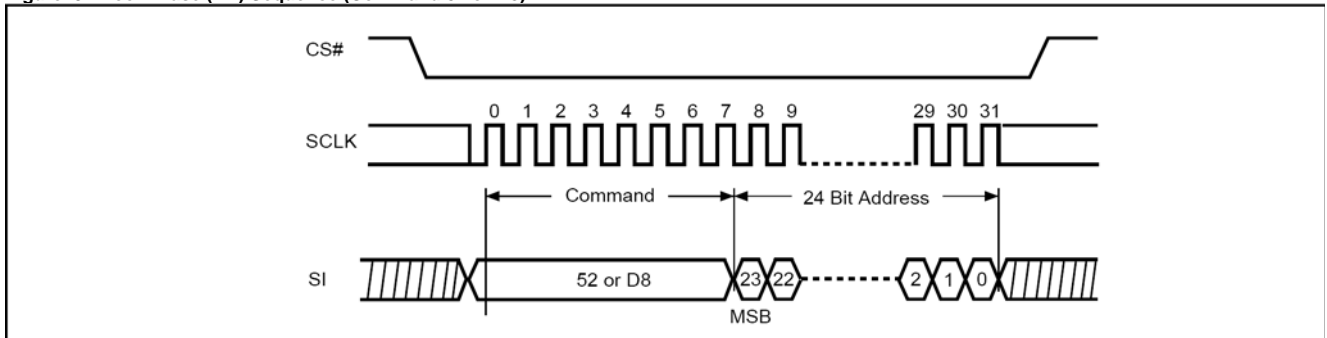 CS#
0 1 2 3 4 5 6 7 8 9 29 30 31
SCLK
Command 24 Bit Address
SI 52 or D8 23 22 2 1 0
MSB